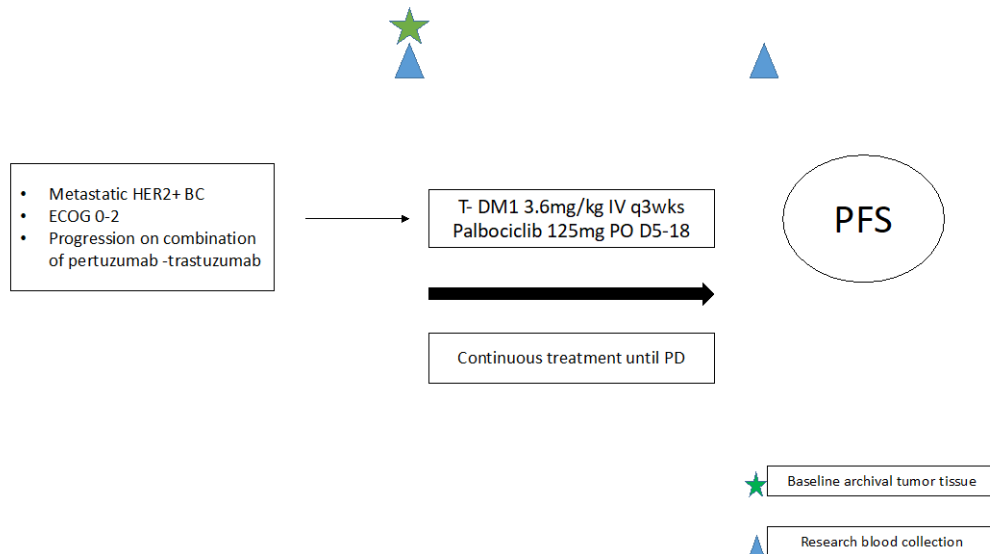 • Metastatic HER2+ BC
• ECOG 0-2
• Progression on combination
of pertuzumab -trastuzumab
T- DM1 3.6mg/kg IV q3wks
Palbociclib 125mg PO D5-18
PFS
Continuous treatment until PD
Baseline archival tumor tissue
Research blood collection